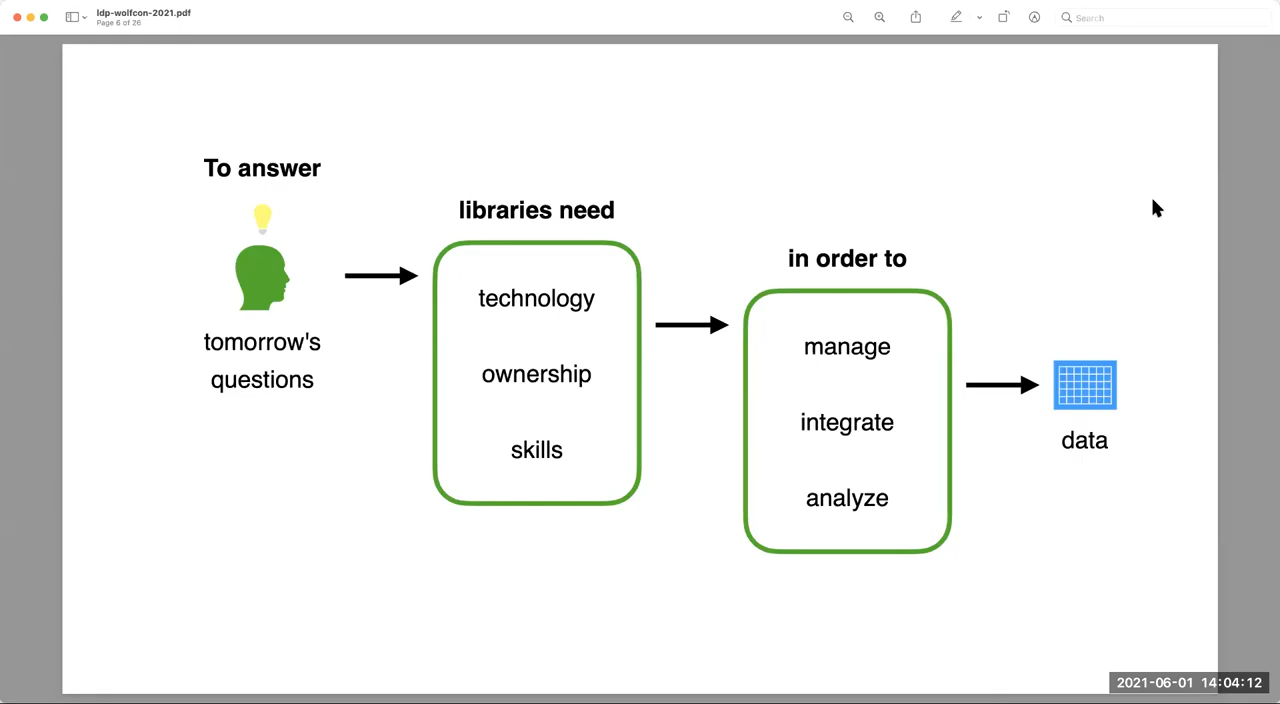 ldp-wolfcon-2021.pdf
Page 6 of 26
Search
To answer
tomorrow's
questions
libraries need
technology
ownership
skills
in order to
manage
integrate
analyze
data
2021-06-01 14:04:12